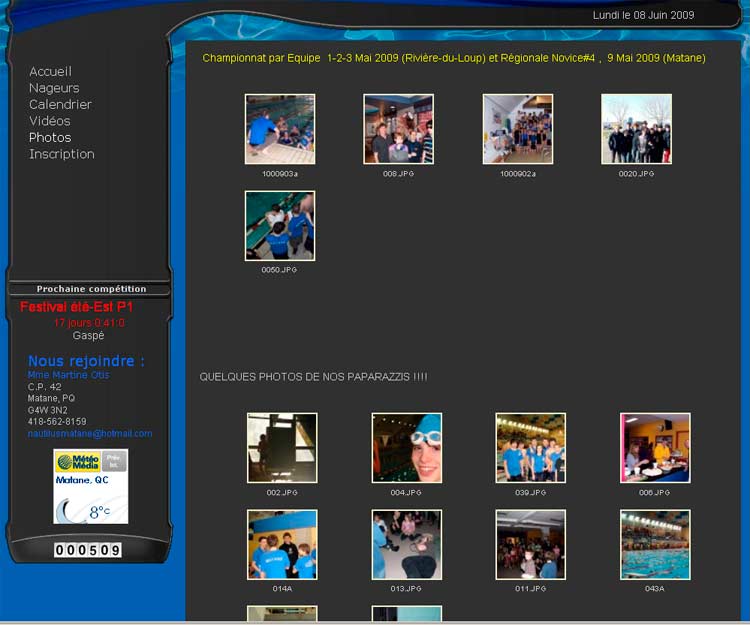 Lundi le 08 Juin 2009
Accueil
Nageurs
Calendrier
Vidéos
Photos
Inscription
Championnat par Equipe 1-2-3 Mai 2009 (Rivière-du-Loup) et Régionale Novice#4 , 9 Mai 2009 (Matane)
1000903a
008.JPG
1000902a
0020.JPG
0050.JPG
Prochaine compétition
Festival été-Est P1
17 jours 0:41:0
Gaspé
Nous rejoindre :
Mme Martine Otis
C.P. 42
Matane, PQ
G4W 3N2
418-562-8159
nautilusmatane@hotmail.com
Météo Média
Prév. Int.
Matane, QC
8°C
000509
QUELQUES PHOTOS DE NOS PAPARAZZIS !!!!
002.JPG
004.JPG
039.JPG
006.JPG
014A
013.JPG
011.JPG
043A